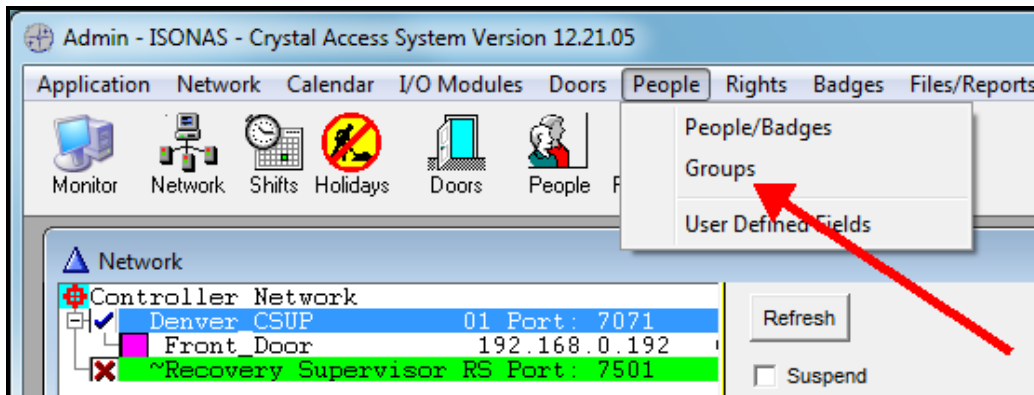 Admin - ISONAS - Crystal Access System Version 12.21.05
Application Network Calendar I/O Modules Doors People Rights Badges Files/Reports
People/Badges
Groups
User Defined Fields
Monitor Network Shifts Holidays Doors People
Network
Controller Network
Denver_CSUP 01 Port: 7071
Front_Door 192.168.0.192
~Recovery Supervisor RS Port: 7501
Refresh
Suspend